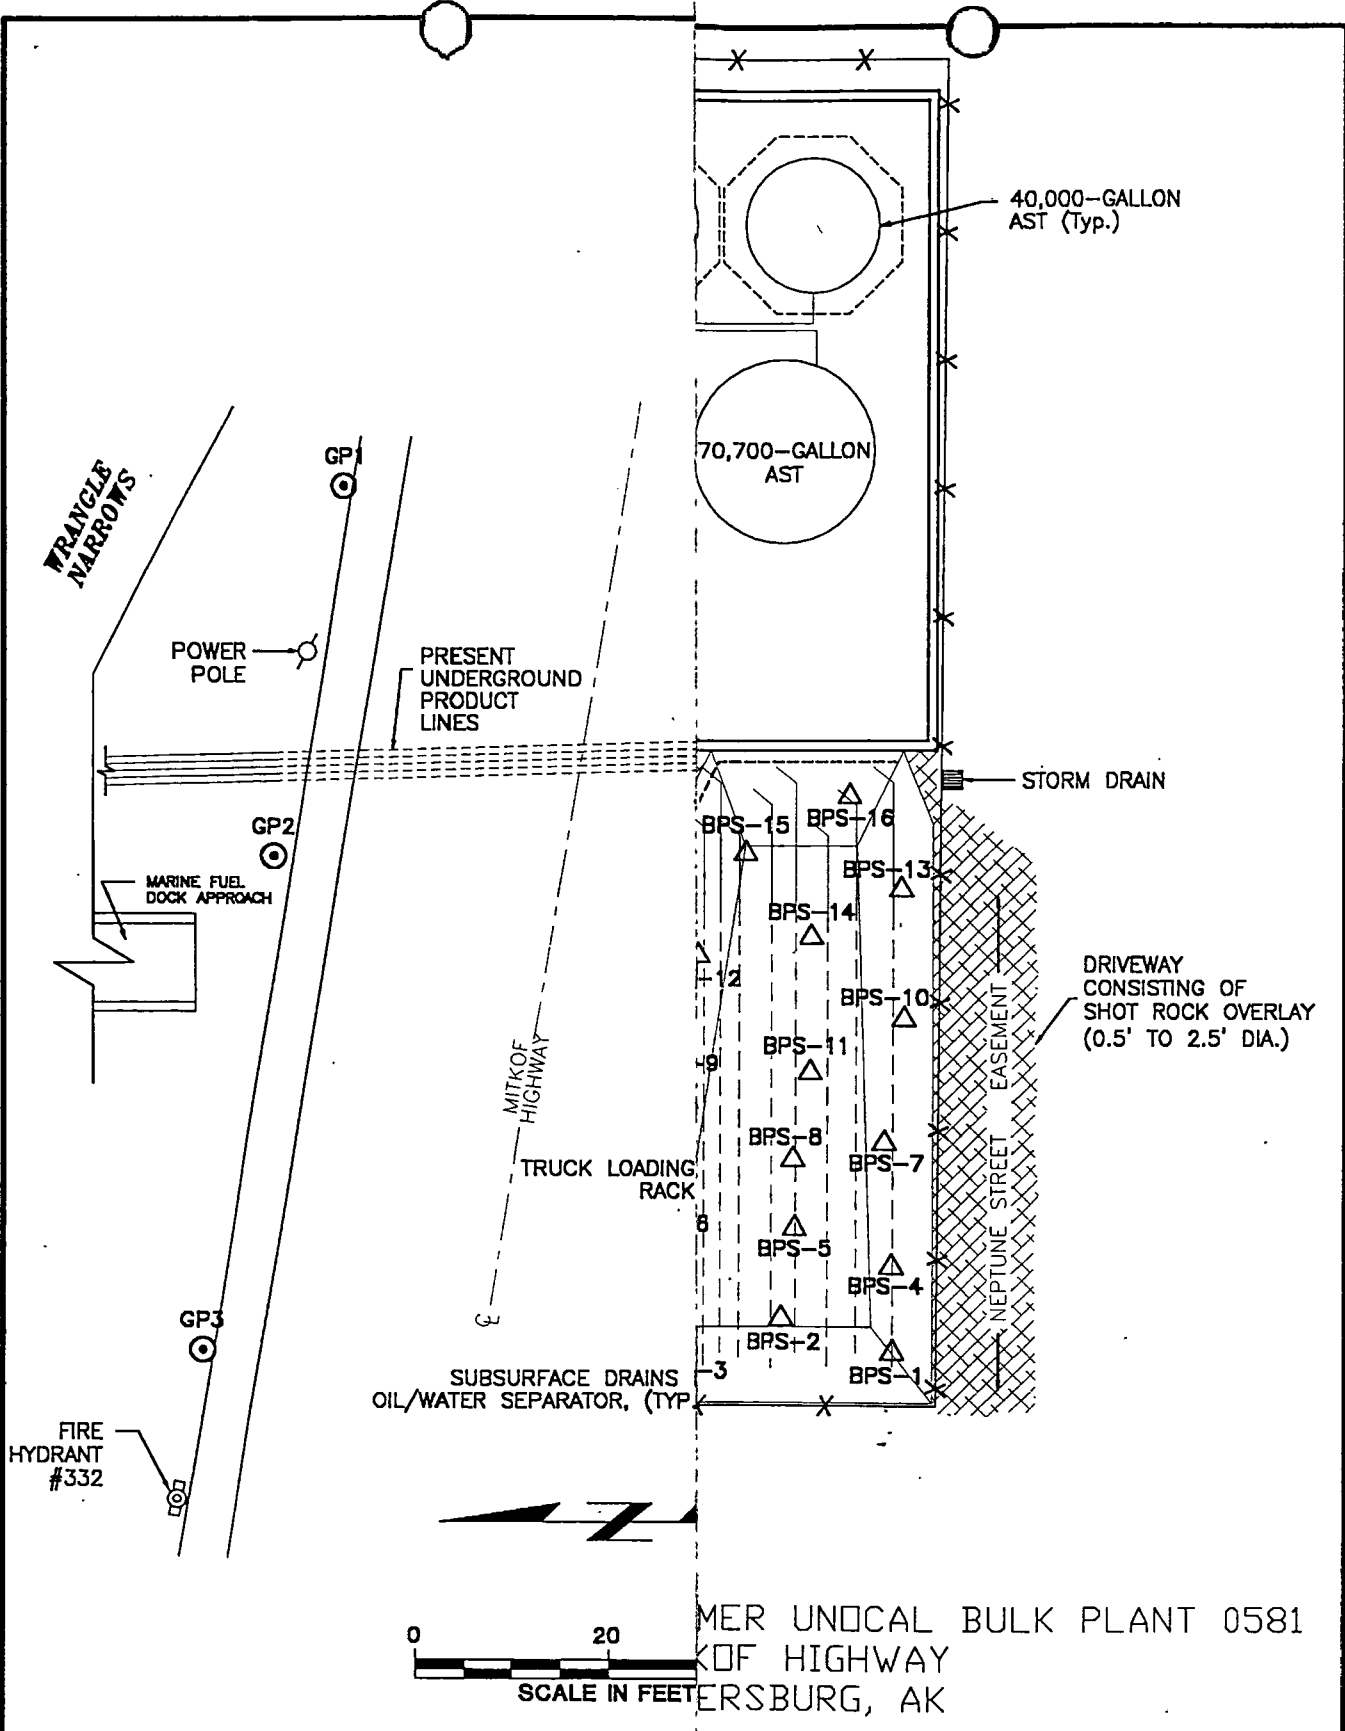 40,000-GALLON
AST (Typ.)
70,700-GALLON
AST
GP1
WRANGLE
NARROWS
POWER
POLE
PRESENT
UNDERGROUND
PRODUCT
LINES
STORM DRAIN
GP2
BPS-15
BPS-16
BPS-13
MARINE FUEL
DOCK APPROACH
BPS-14
-12
BPS-10
DRIVEWAY
CONSISTING OF
SHOT ROCK OVERLAY
(0.5' TO 2.5' DIA.)
BPS-11
-9
MITKOF
HIGHWAY
NEPTUNE STREET EASEMENT
BPS-8
BPS-7
TRUCK LOADING
RACK
6
BPS-5
BPS-4
GP3
CL
BPS-2
BPS-1
-3
SUBSURFACE DRAINS
OIL/WATER SEPARATOR, (TYP
FIRE
HYDRANT
#332
MER UNOCAL BULK PLANT 0581
KOF HIGHWAY
ERSBURG, AK
0 20
SCALE IN FEET